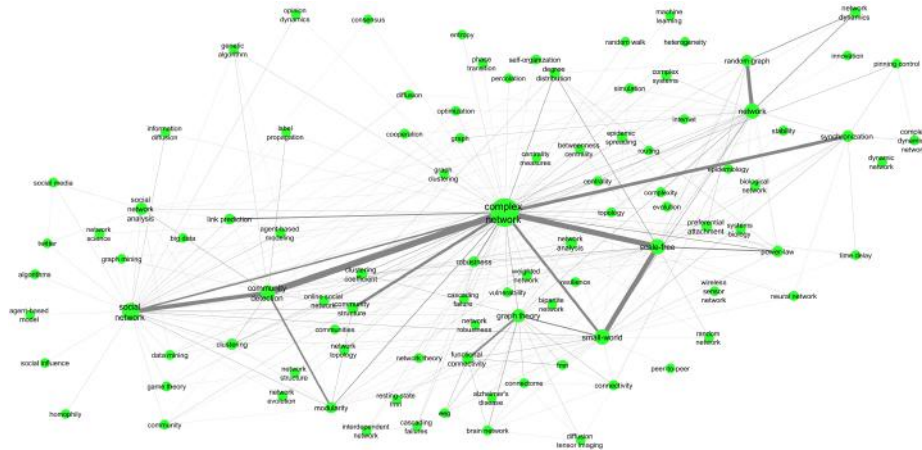 opinion
dynamics
consensus
genetic
algorithm
entropy
phase
transition
self-organization
percolation
degree
distribution
random walk
machine
learning
heterogeneity
complex
systems
simulation
network
dynamics
random graph
innovation
pinning control
network
internet
stability
synchronization
complex
dynamic
network
dynamic
network
diffusion
optimization
cooperation
graph
information
diffusion
label
propagation
graph
clustering
centrality
measures
betweenness
centrality
epidemic
spreading
routing
epidemiology
biological
network
centrality
complexity
evolution
topology
preferential
attachment
systems
biology
power-law
time delay
social media
social
network
analysis
link prediction
complex
network
scale-free
twitter
network
science
big data
agent-based
modeling
graph mining
algorithms
network
analysis
robustness
clustering
coefficient
community
detection
online social
network
community
structure
cascading
failure
weighted
network
vulnerability
resilience
bipartite
network
wireless
sensor
network
neural network
agent-based
model
social
network
communities
network
robustness
graph theory
small-world
random
network
clustering
network
topology
data mining
social influence
game theory
network
structure
network
evolution
network theory
functional
connectivity
fmri
connectivity
peer-to-peer
connectome
alzheimer's
disease
resting-state
fmri
modularity
eeg
homophily
community
interdependent
network
cascading
failures
brain network
diffusion
tensor imaging